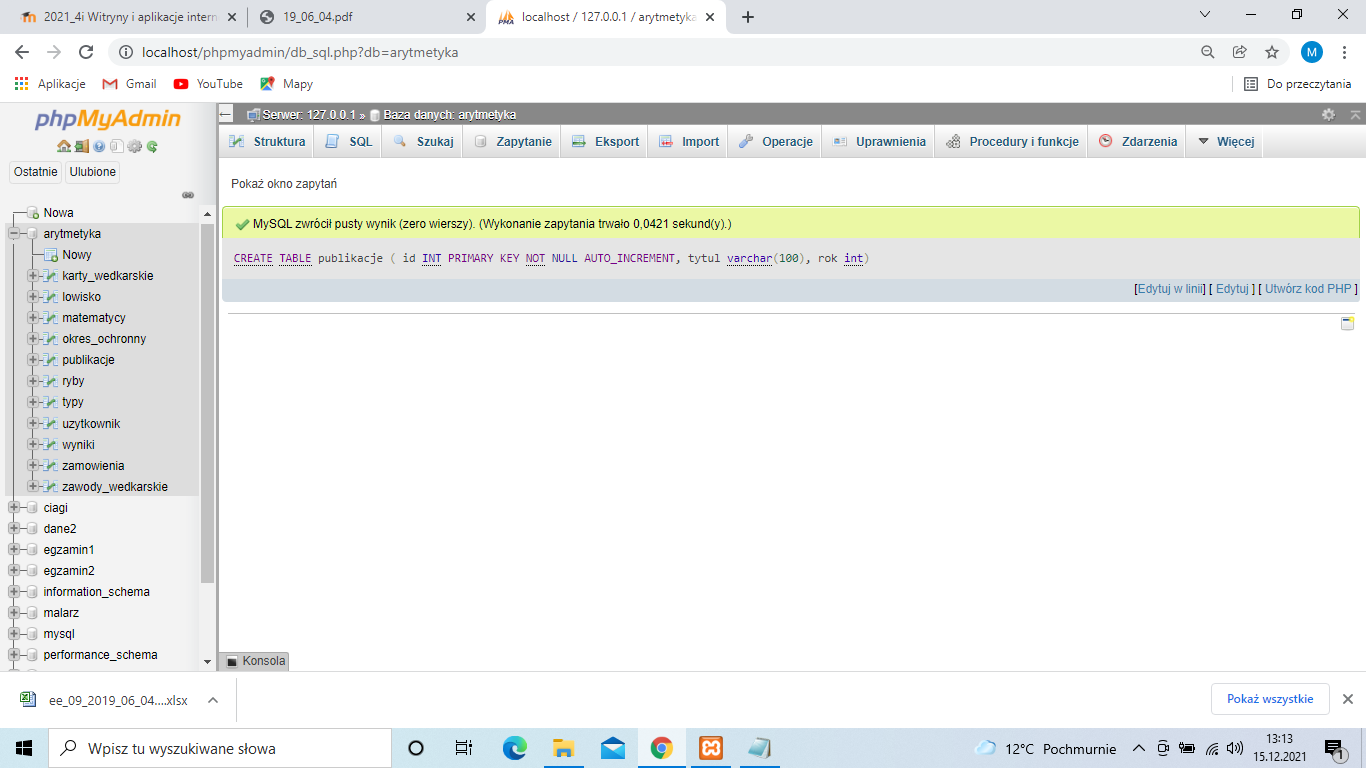 2021_4i Witryny i aplikacje intern
19_06_04.pdf
localhost / 127.0.0.1 / arytmetyka
localhost/phpmyadmin/db_sql.php?db=arytmetyka
M
Aplikacje
Gmail
YouTube
Mapy
Do przeczytania
phpMyAdmin
Ostatnie
Ulubione
Nowa
arytmetyka
Nowy
karty_wedkarskie
lowisko
matematycy
okres_ochronny
publikacje
ryby
typy
uzytkownik
wyniki
zamowienia
zawody_wedkarskie
ciagi
dane2
egzamin1
egzamin2
information_schema
malarz
mysql
performance_schema
Serwer: 127.0.0.1 » Baza danych: arytmetyka
Struktura
SQL
Szukaj
Zapytanie
Eksport
Import
Operacje
Uprawnienia
Procedury i funkcje
Zdarzenia
Więcej
Pokaż okno zapytań
MySQL zwrócił pusty wynik (zero wierszy). (Wykonanie zapytania trwało 0,0421 sekund(y).)
CREATE TABLE publikacje ( id INT PRIMARY KEY NOT NULL AUTO_INCREMENT, tytul varchar(100), rok int)
[Edytuj w linii] [ Edytuj ] [ Utwórz kod PHP ]
Konsola
ee_09_2019_06_04....xlsx
Pokaż wszystkie
Wpisz tu wyszukiwane słowa
12°C Pochmurnie
13:13
15.12.2021
1